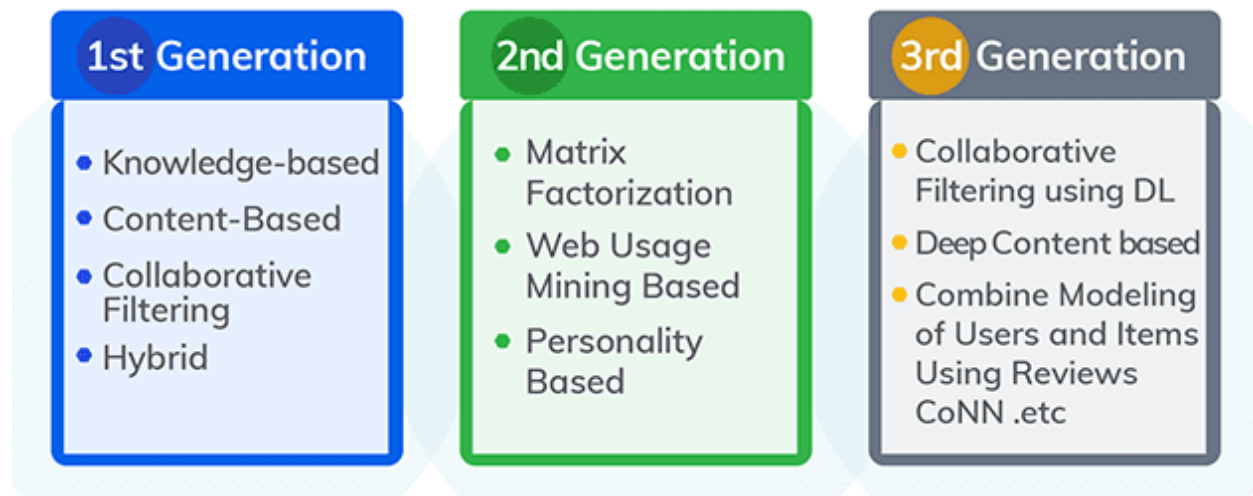 1st Generation
Knowledge-based
Content-Based
Collaborative
Filtering
Hybrid
2nd Generation
Matrix
Factorization
Web Usage
Mining Based
Personality
Based
3rd Generation
Collaborative
Filtering using DL
Deep Content based
Combine Modeling
of Users and Items
Using Reviews
CoNN .etc